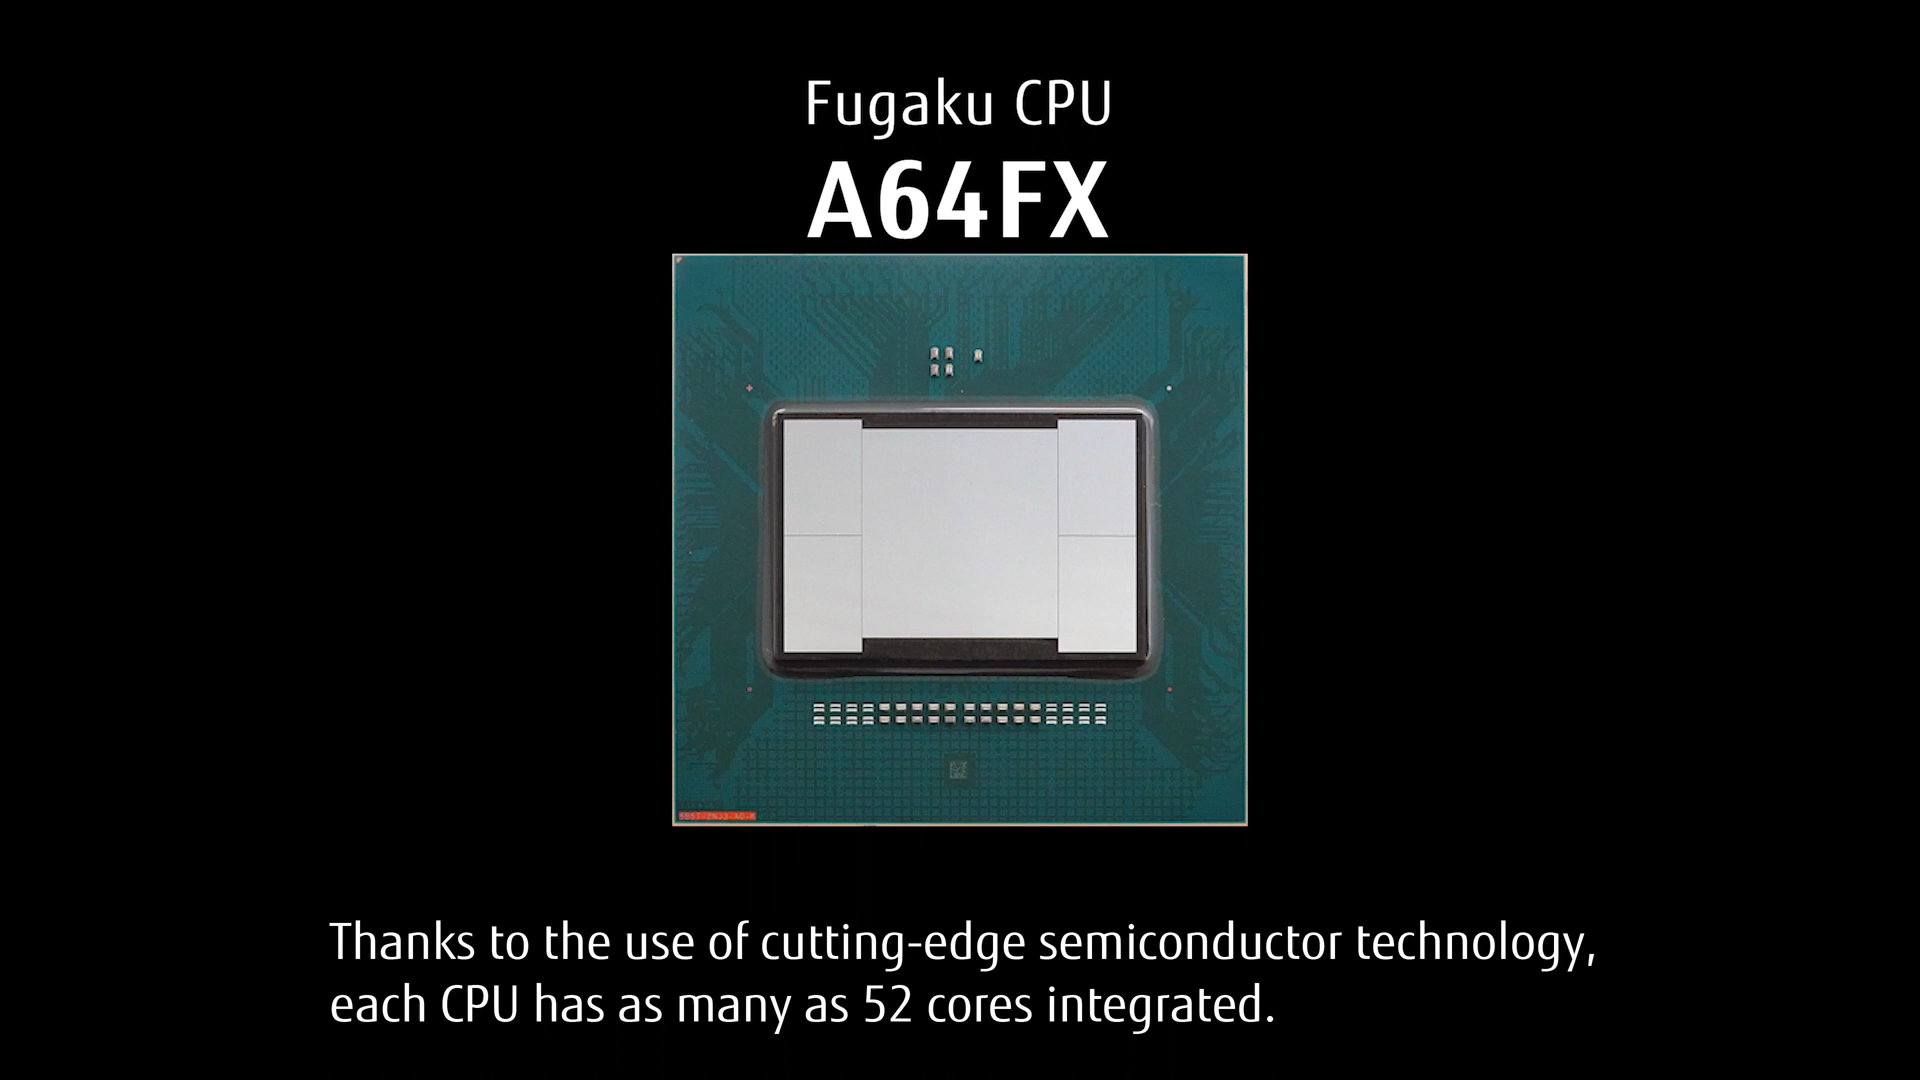 Fugaku CPU
A64FX
Thanks to the use of cutting-edge semiconductor technology,
each CPU has as many as 52 cores integrated.